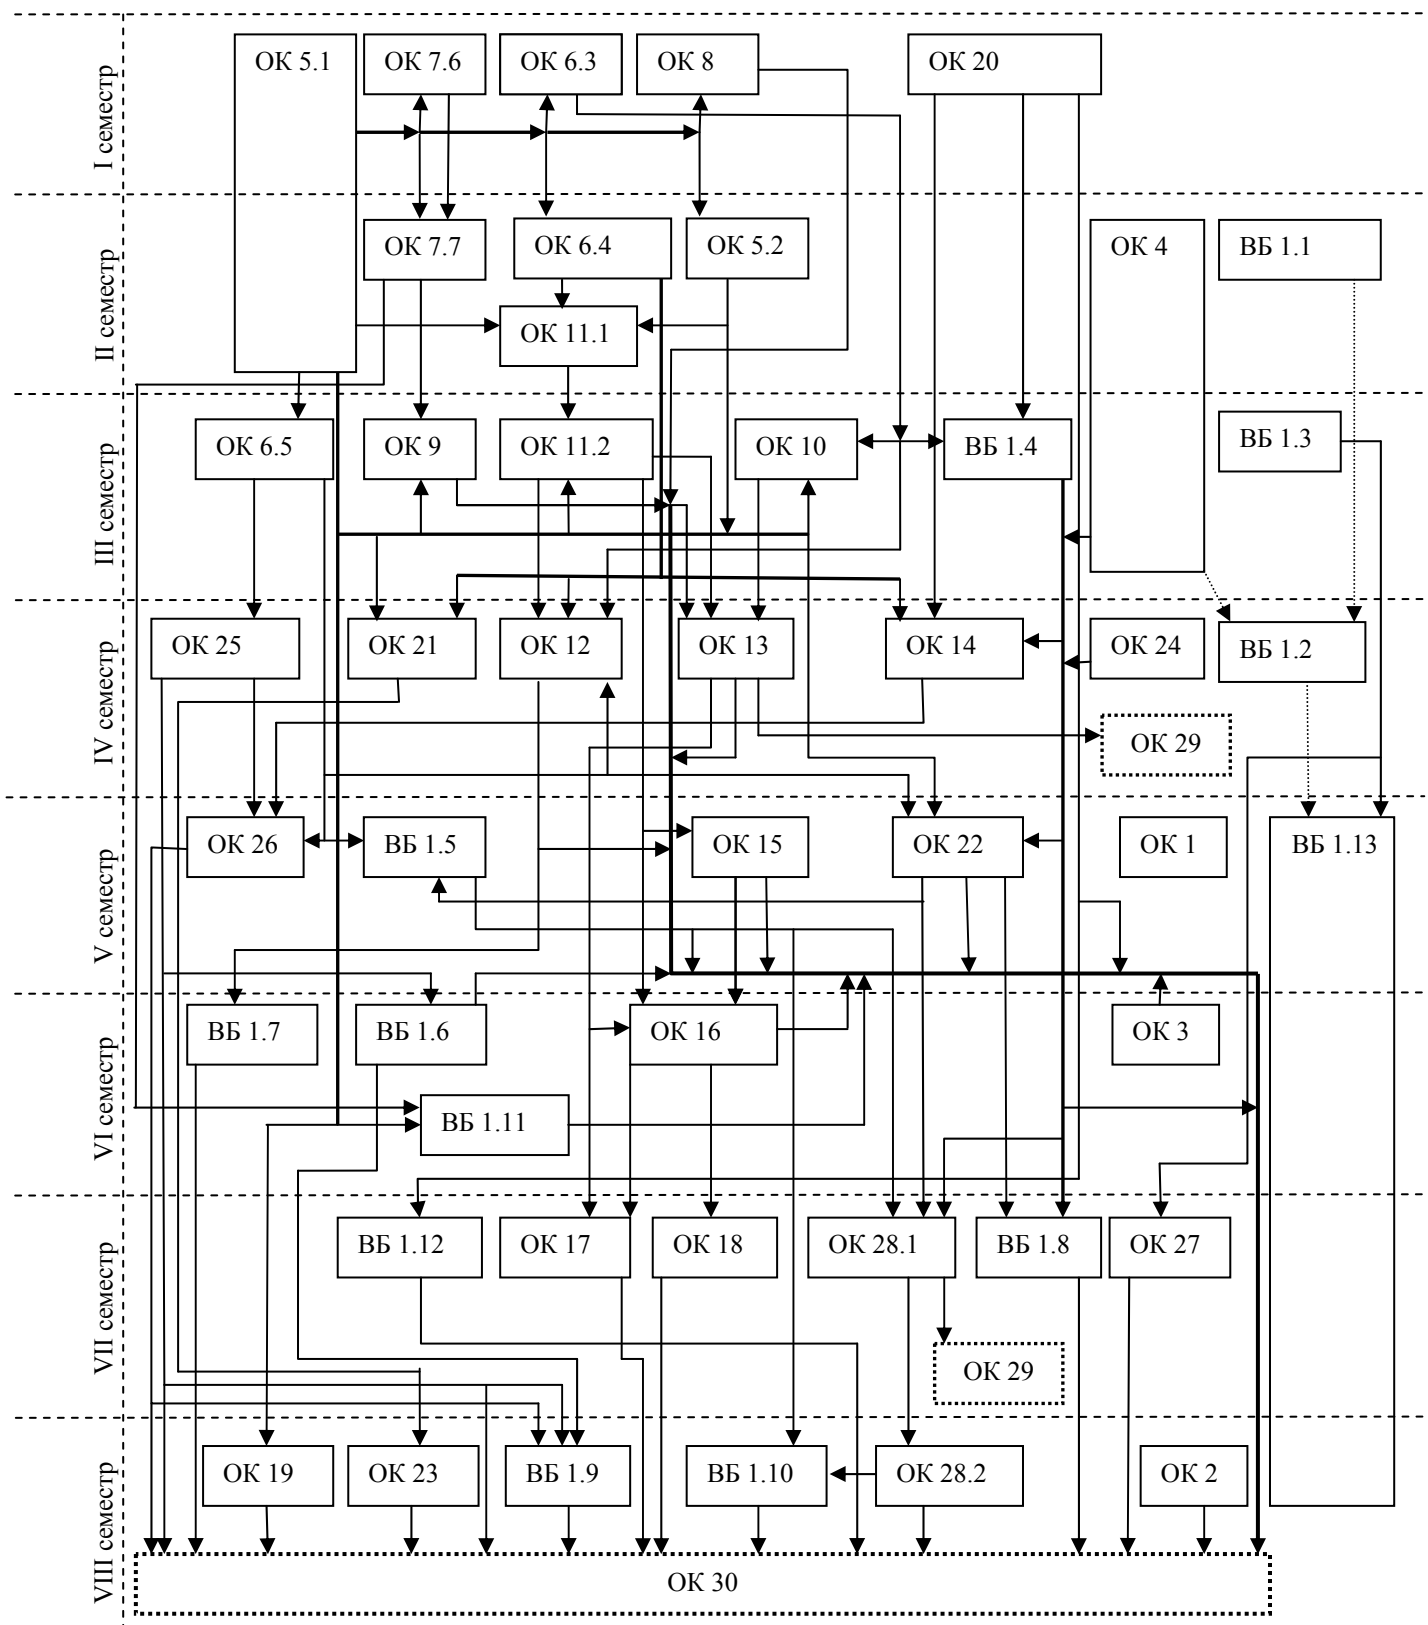 I семестр
ОК 5.1
ОК 7.6
ОК 6.3
ОК 8
ОК 20
II семестр
ОК 7.7
ОК 6.4
ОК 5.2
ОК 4
ВБ 1.1
ОК 11.1
III семестр
ОК 6.5
ОК 9
ОК 11.2
ОК 10
ВБ 1.4
ВБ 1.3
IV семестр
ОК 25
ОК 21
ОК 12
ОК 13
ОК 14
ОК 24
ВБ 1.2
ОК 29
V семестр
ОК 26
ВБ 1.5
ОК 15
ОК 22
ОК 1
ВБ 1.13
VI семестр
ВБ 1.7
ВБ 1.6
ОК 16
ОК 3
ВБ 1.11
VII семестр
ВБ 1.12
ОК 17
ОК 18
ОК 28.1
ВБ 1.8
ОК 27
ОК 29
VIII семестр
ОК 19
ОК 23
ВБ 1.9
ВБ 1.10
ОК 28.2
ОК 2
ОК 30